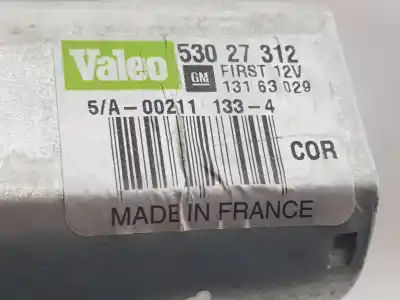 Valeo 530 27 312
GM FIRST 12V
131 63 029
5/A-00211 133-4
COR
MADE IN FRANCE